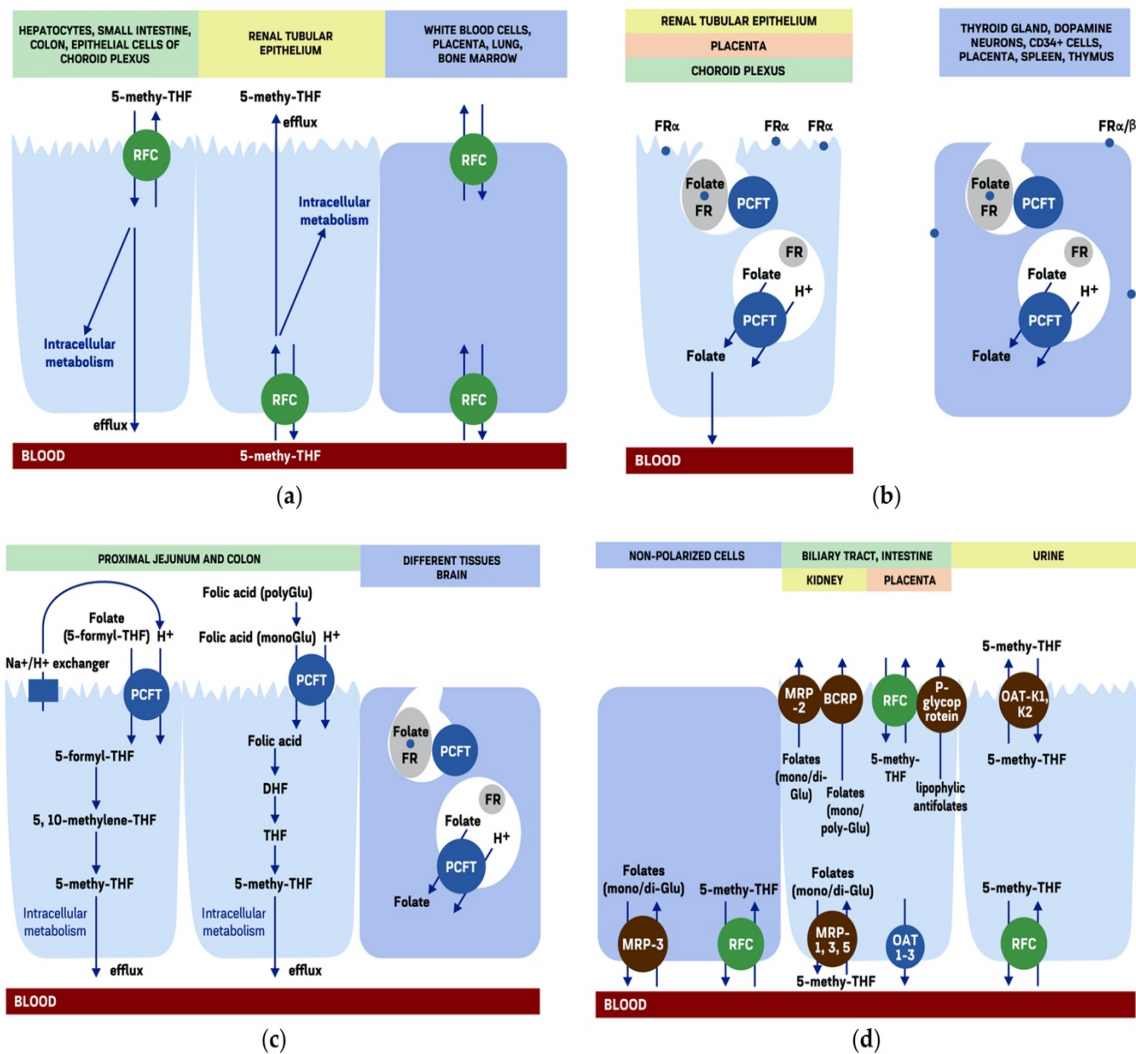 HEPATOCYTES, SMALL INTESTINE,
COLON, EPITHELIAL CELLS OF
CHOROID PLEXUS
RENAL TUBULAR
EPITHELIUM
WHITE BLOOD CELLS,
PLACENTA, LUNG,
BONE MARROW
5-methy-THF
5-methy-THF
efflux
RFC
RFC
Intracellular
metabolism
Intracellular
metabolism
RFC
RFC
efflux
BLOOD
5-methy-THF
(a)
RENAL TUBULAR EPITHELIUM
PLACENTA
CHOROID PLEXUS
THYROID GLAND, DOPAMINE
NEURONS, CD34+ CELLS,
PLACENTA, SPLEEN, THYMUS
FRα
FRα
FRα
FRα/β
Folate
FR
PCFT
FR
Folate
H+
PCFT
Folate
Folate
FR
PCFT
FR
Folate
H+
PCFT
Folate
BLOOD
(b)
PROXIMAL JEJUNUM AND COLON
DIFFERENT TISSUES
BRAIN
Folate
(5-formyl-THF)
H+
Na+/H+ exchanger
PCFT
5-formyl-THF
5, 10-methylene-THF
5-methy-THF
Intracellular
metabolism
efflux
Folic acid (polyGlu)
Folic acid (monoGlu)
H+
PCFT
Folic acid
DHF
THF
5-methy-THF
Intracellular
metabolism
efflux
Folate
FR
PCFT
FR
Folate
H+
PCFT
Folate
BLOOD
(c)
NON-POLARIZED CELLS
BILIARY TRACT, INTESTINE
KIDNEY
PLACENTA
URINE
5-methy-THF
MRP
-2
BCRP
RFC
P-
glycop
rotein
OAT-K1,
K2
Folates
(mono/di-
Glu)
Folates
(mono/
poly-Glu)
5-methy-
THF
lipophylic
antifolates
5-methy-THF
Folates
(mono/di-Glu)
5-methy-THF
Folates
(mono/di-Glu)
5-methy-THF
MRP-3
RFC
MRP-
1, 3, 5
OAT
1-3
RFC
5-methy-THF
BLOOD
(d)